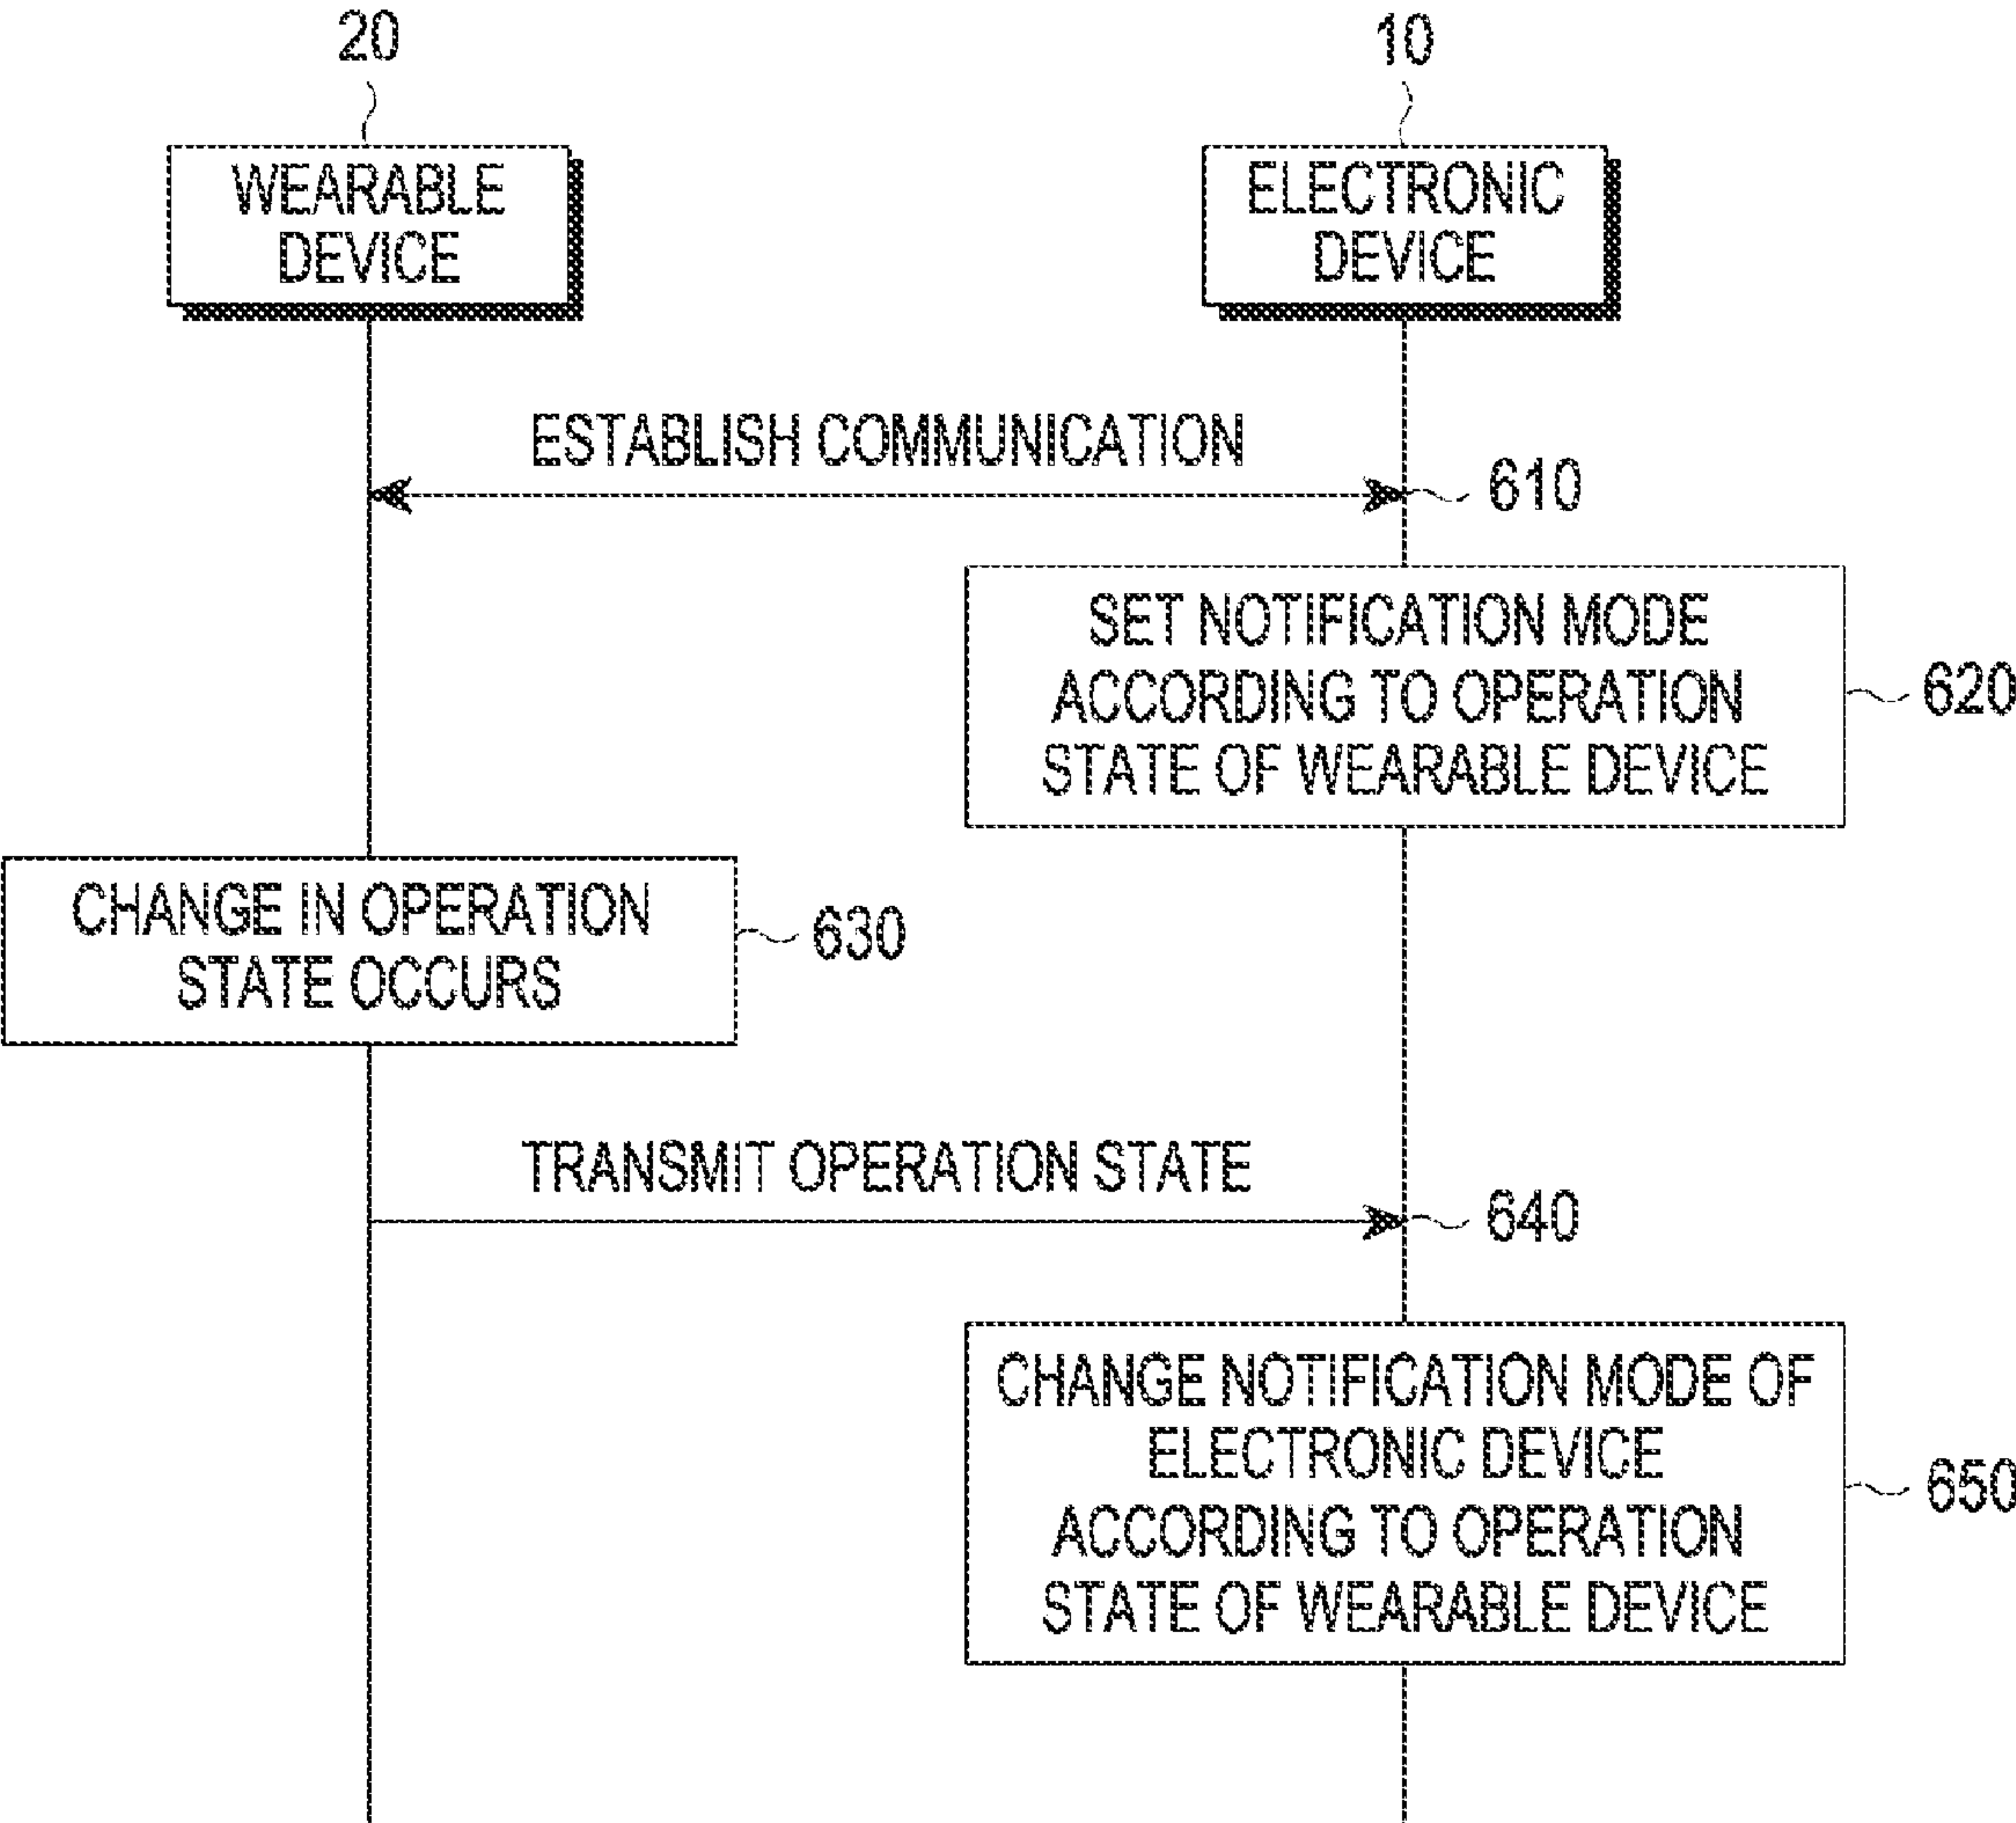 20
10
WEARABLE
DEVICE
ELECTRONIC
DEVICE
ESTABLISH COMMUNICATION
610
SET NOTIFICATION MODE
ACCORDING TO OPERATION
STATE OF WEARABLE DEVICE
620
CHANGE IN OPERATION
STATE OCCURS
630
TRANSMIT OPERATION STATE
640
CHANGE NOTIFICATION MODE OF
ELECTRONIC DEVICE
ACCORDING TO OPERATION
STATE OF WEARABLE DEVICE
650